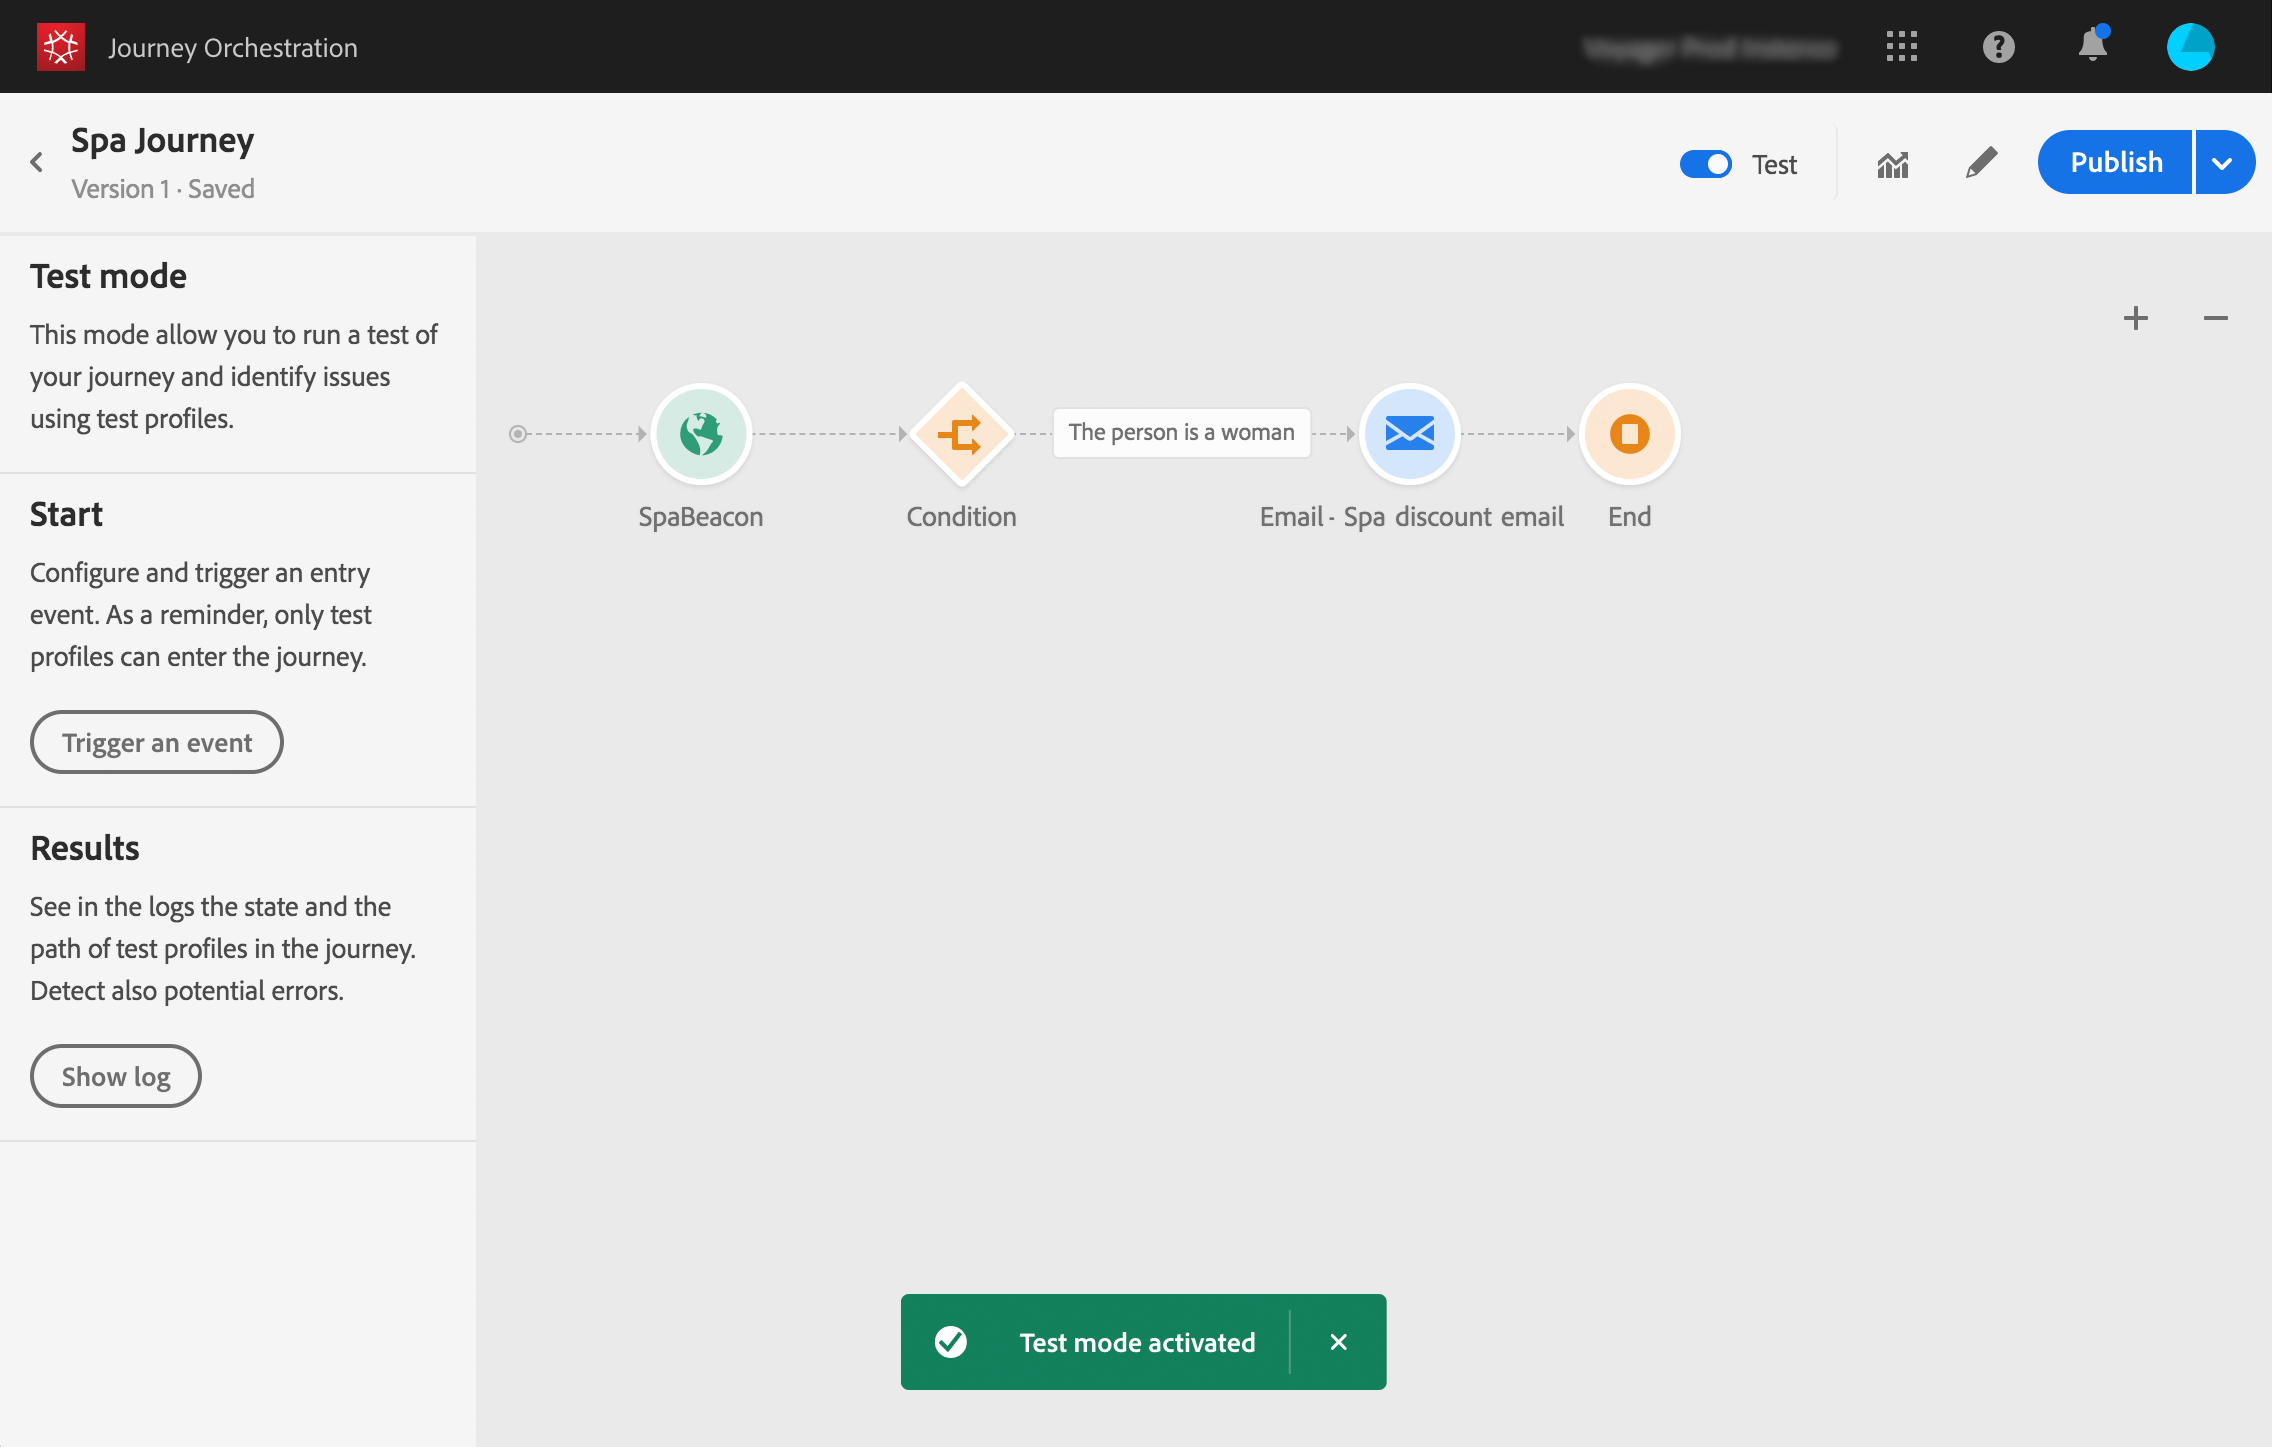 Journey Orchestration
Spa Journey
Version 1 · Saved
Test
Publish
Test mode
This mode allow you to run a test of
your journey and identify issues
using test profiles.
Start
Configure and trigger an entry
event. As a reminder, only test
profiles can enter the journey.
Trigger an event
Results
See in the logs the state and the
path of test profiles in the journey.
Detect also potential errors.
Show log
The person is a woman
SpaBeacon
Condition
Email - Spa discount email
End
Test mode activated